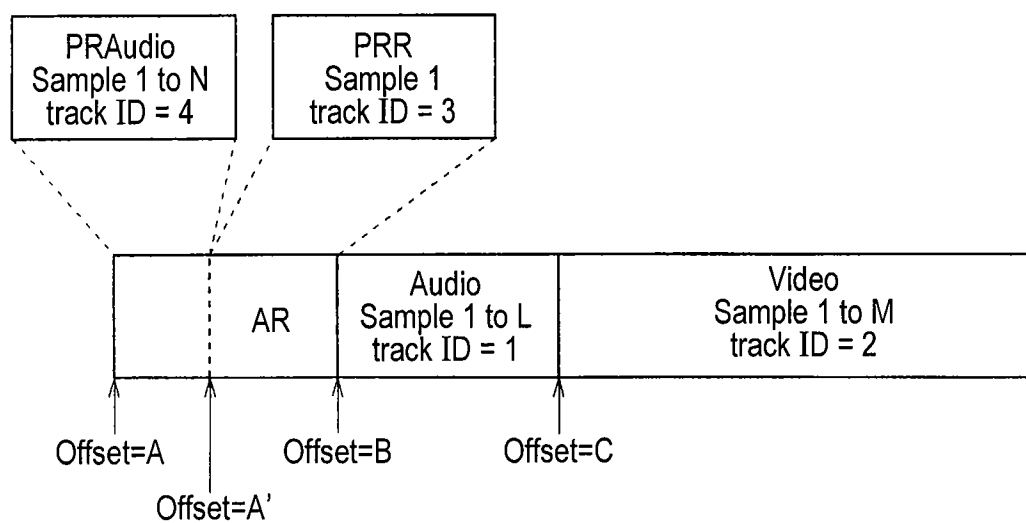 PRAudio
Sample 1 to N
track ID = 4
PRR
Sample 1
track ID = 3
AR
Audio
Sample 1 to L
track ID = 1
Video
Sample 1 to M
track ID = 2
Offset=A
Offset=A'
Offset=B
Offset=C